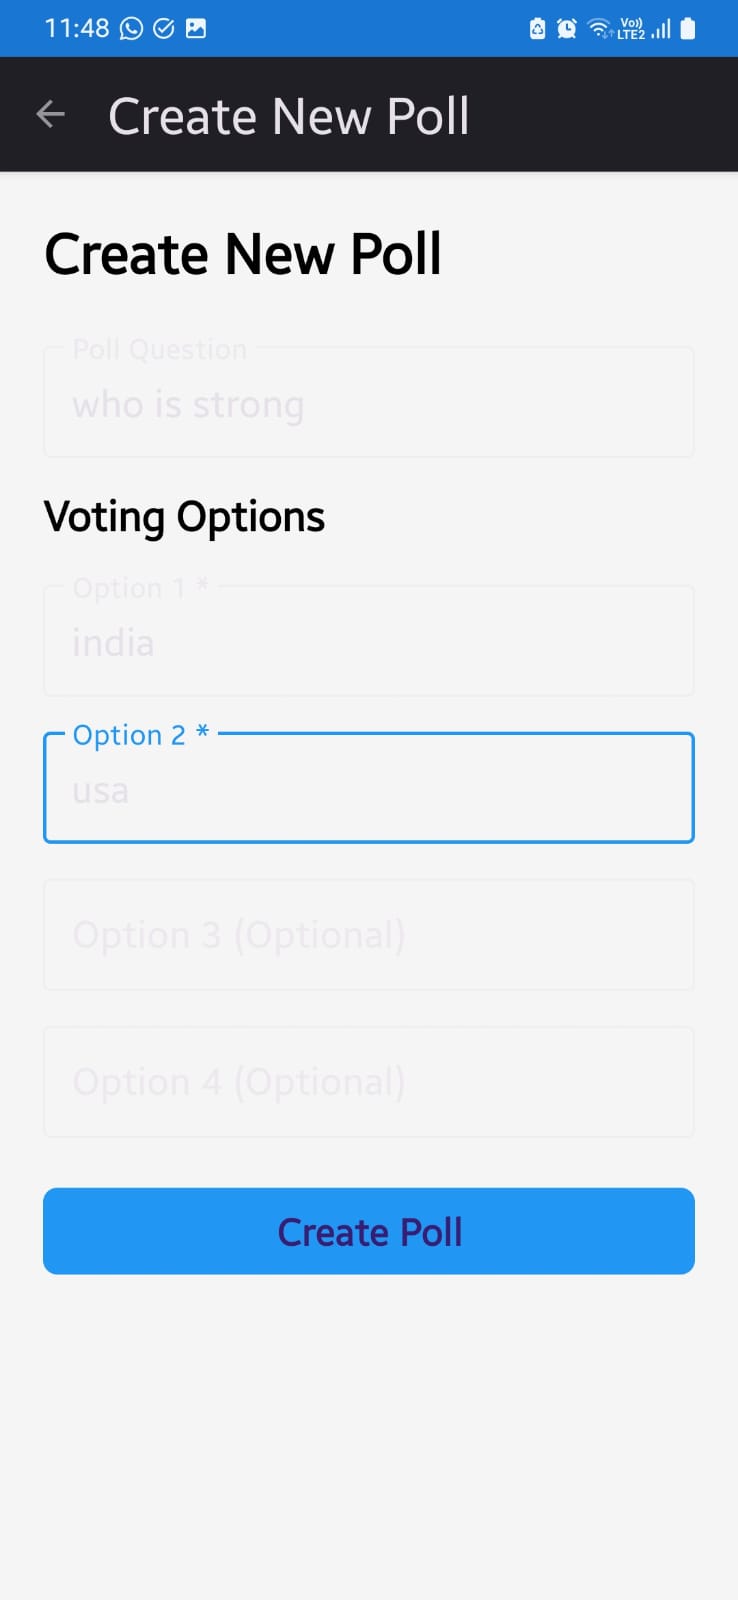 11:48
Vo))
LTE2
Create New Poll
Create New Poll
Poll Question
who is strong
Voting Options
Option 1 *
india
Option 2 *
usa
Option 3 (Optional)
Option 4 (Optional)
Create Poll